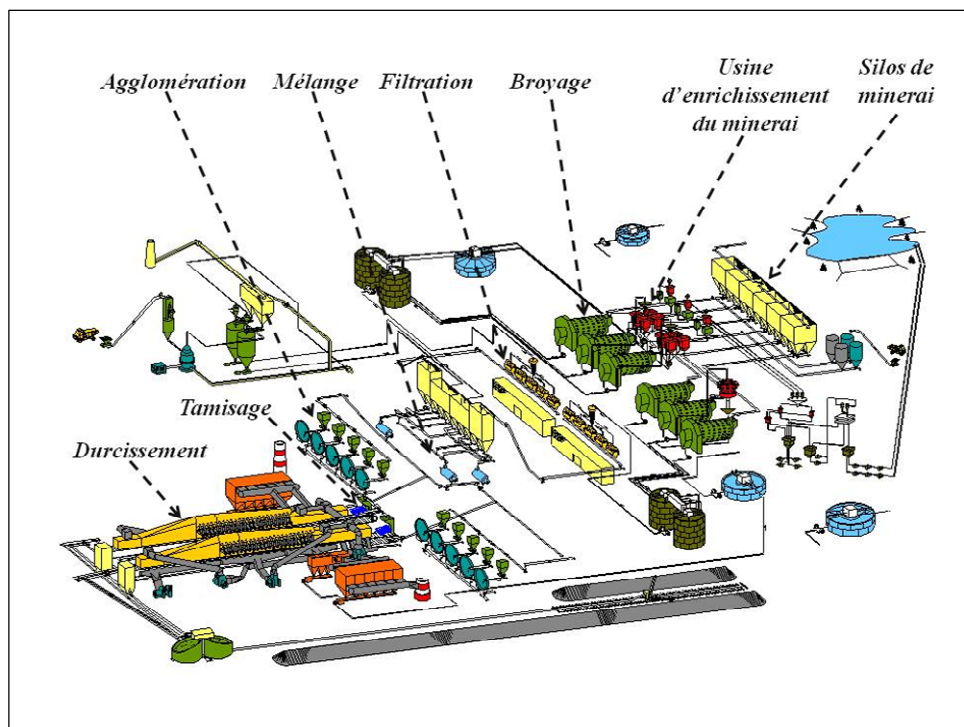 Agglomération
Mélange
Filtration
Broyage
Usine
d’enrichissement
du minerai
Silos de
minerai
Tamisage
Durcissement